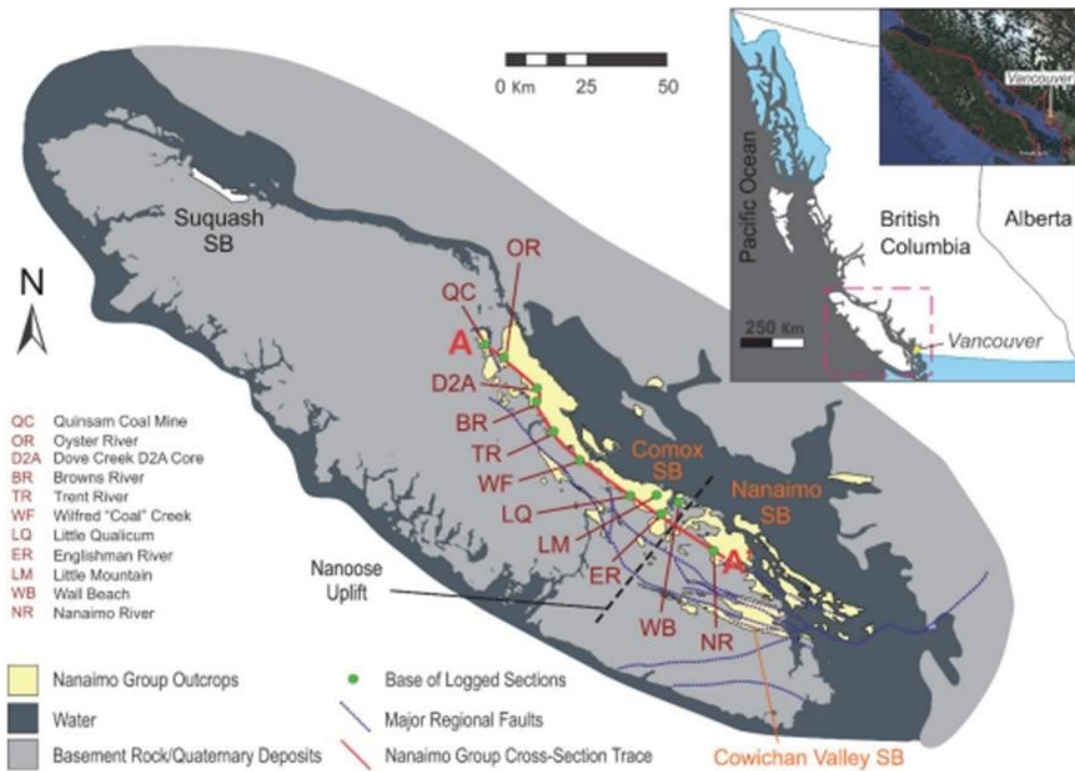 0 Km
25
50
Pacific Ocean
British
Columbia
Alberta
250 Km
Vancouver
Vancouver
Suquash
SB
N
OR
QC
A
D2A
BR
TR
WF
LQ
LM
ER
WB
NR
A'
Comox
SB
Nanaimo
SB
Nanoose
Uplift
QC Quinsam Coal Mine
OR Oyster River
D2A Dove Creek D2A Core
BR Browns River
TR Trent River
WF Wilfred "Coal" Creek
LQ Little Qualicum
ER Englishman River
LM Little Mountain
WB Wall Beach
NR Nanaimo River
Nanaimo Group Outcrops
Water
Basement Rock/Quaternary Deposits
Base of Logged Sections
Major Regional Faults
Nanaimo Group Cross-Section Trace
Cowichan Valley SB